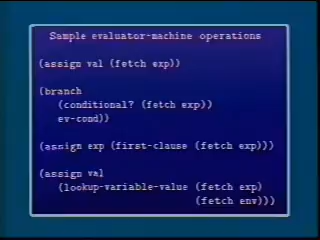 Sample evaluator-machine operations
(assign val (fetch exp))
(branch
(conditional? (fetch exp))
ev-cond))
(assign exp (first-clause (fetch exp)))
(assign val
(lookup-variable-value (fetch exp)
(fetch env)))